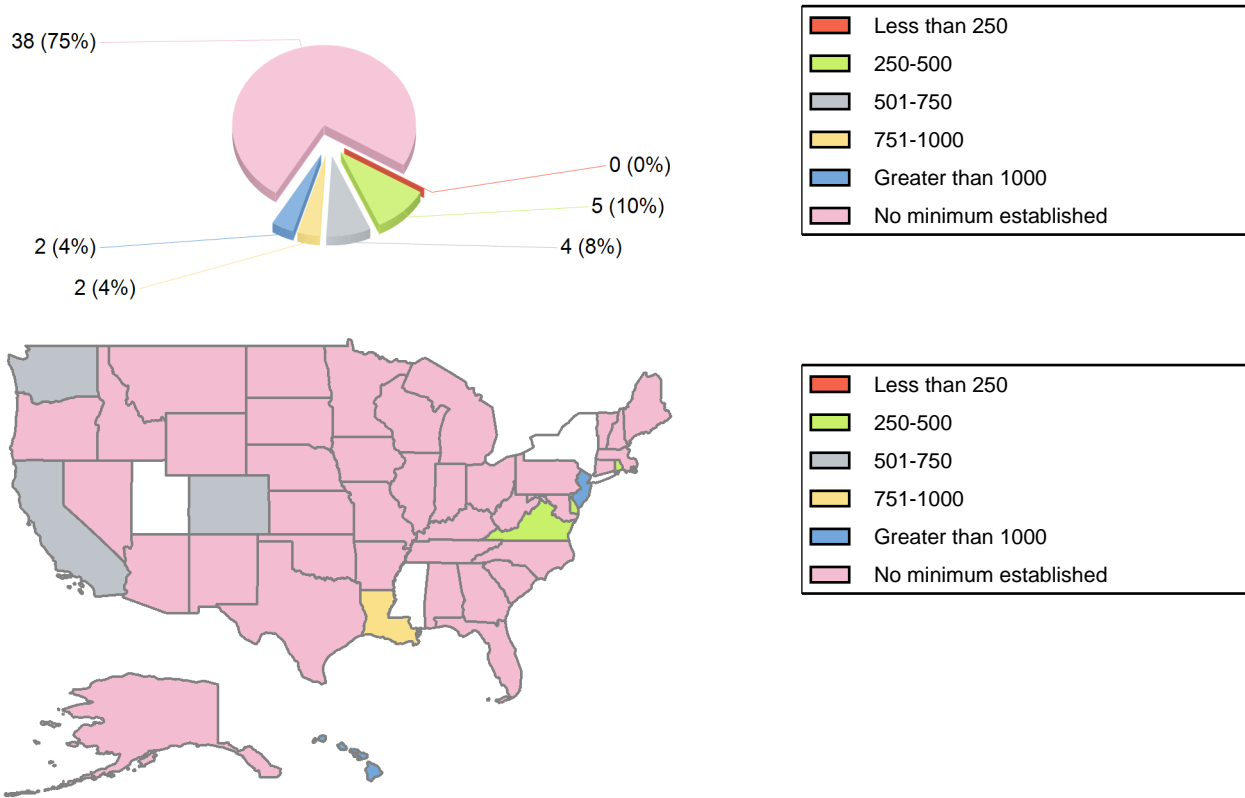 38 (75%)
0 (0%)
5 (10%)
4 (8%)
2 (4%)
2 (4%)
Less than 250
250-500
501-750
751-1000
Greater than 1000
No minimum established
Less than 250
250-500
501-750
751-1000
Greater than 1000
No minimum established